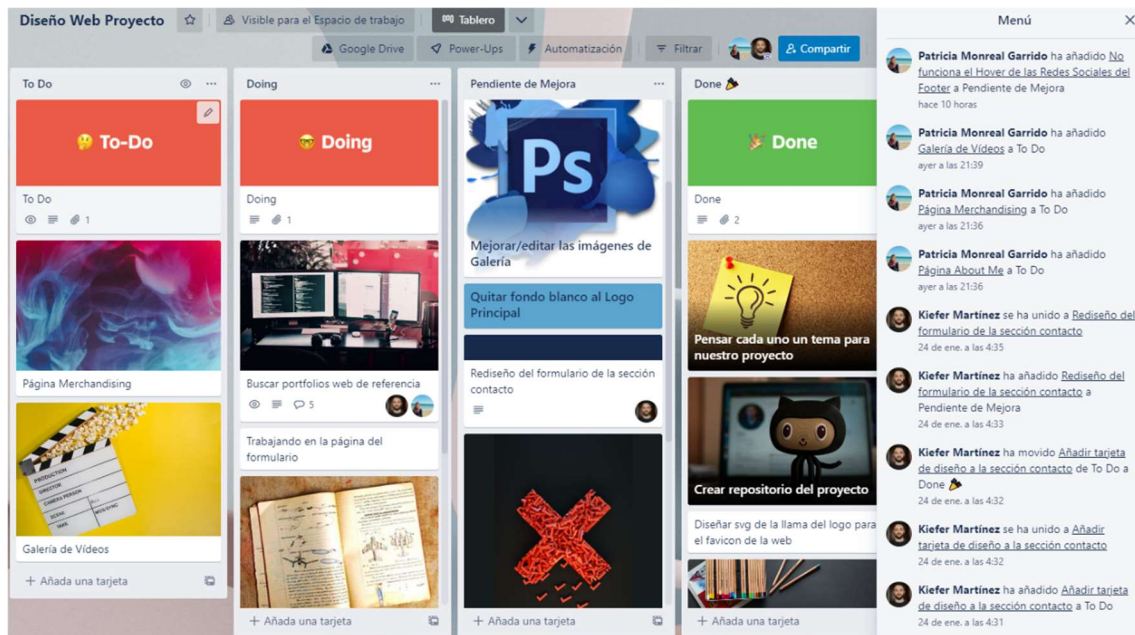 Diseño Web Proyecto
Visible para el Espacio de trabajo
Tablero
Google Drive
Power-Ups
Automatización
Filtrar
Compartir
To Do
To-Do
To Do
1
Página Merchandising
PRODUCTION
DIRECTOR
CAMERA PERSON
SCENE
TAKE
Galería de Vídeos
+ Añada una tarjeta
Doing
Doing
Doing
1
Buscar portfolios web de referencia
5
Trabajando en la página del
formulario
+ Añada una tarjeta
Pendiente de Mejora
Ps
Mejorar/editar las imágenes de
Galería
Quitar fondo blanco al Logo
Principal
Rediseño del formulario de la sección
contacto
+ Añada una tarjeta
Done
Done
Done
2
Pensar cada uno un tema para
nuestro proyecto
Crear repositorio del proyecto
Diseñar svg de la llama del logo para
el favicon de la web
+ Añada una tarjeta
Menú
Patricia Monreal Garrido ha añadido No
funciona el Hover de las Redes Sociales del
Footer a Pendiente de Mejora
hace 10 horas
Patricia Monreal Garrido ha añadido
Galería de Vídeos a To Do
ayer a las 21:39
Patricia Monreal Garrido ha añadido
Página Merchandising a To Do
ayer a las 21:36
Patricia Monreal Garrido ha añadido
Página About Me a To Do
ayer a las 21:36
Kiefer Martínez se ha unido a Rediseño del
formulario de la sección contacto
24 de ene. a las 4:35
Kiefer Martínez ha añadido Rediseño del
formulario de la sección contacto a
Pendiente de Mejora
24 de ene. a las 4:33
Kiefer Martínez ha movido Añadir tarjeta
de diseño a la sección contacto de To Do a
Done
24 de ene. a las 4:32
Kiefer Martínez se ha unido a Añadir
tarjeta de diseño a la sección contacto
24 de ene. a las 4:32
Kiefer Martínez ha añadido Añadir tarjeta
de diseño a la sección contacto a To Do
24 de ene. a las 4:31